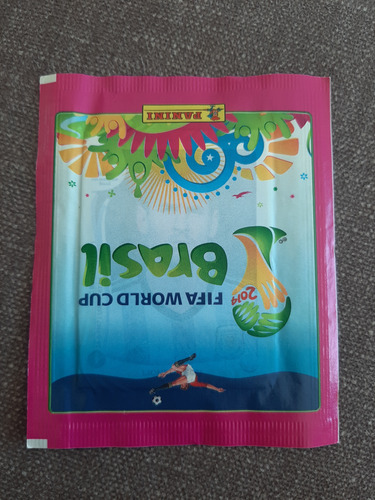 FIFA WORLD CUP
Brasil
2014
PANINI